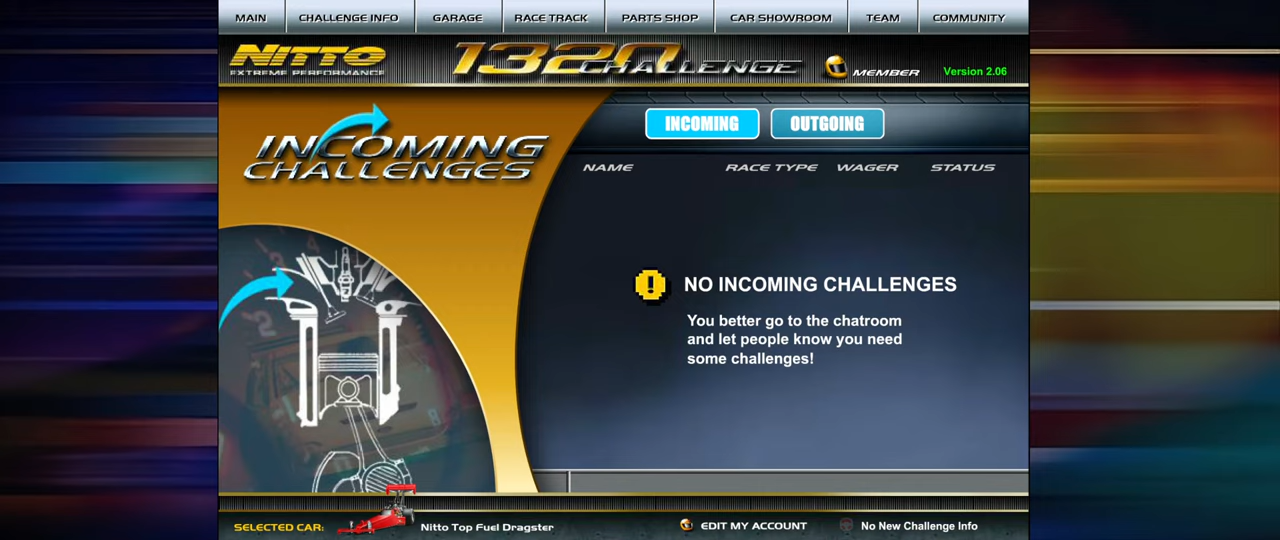 MAIN
CHALLENGE INFO
GARAGE
RACE TRACK
PARTS SHOP
CAR SHOWROOM
TEAM
COMMUNITY
NITTO
EXTREME PERFORMANCE
1320 CHALLENGE
MEMBER
Version 2.06
INCOMING
CHALLENGES
INCOMING
OUTGOING
NAME
RACE TYPE
WAGER
STATUS
NO INCOMING CHALLENGES
You better go to the chatroom
and let people know you need
some challenges!
SELECTED CAR:
Nitto Top Fuel Dragster
EDIT MY ACCOUNT
No New Challenge Info